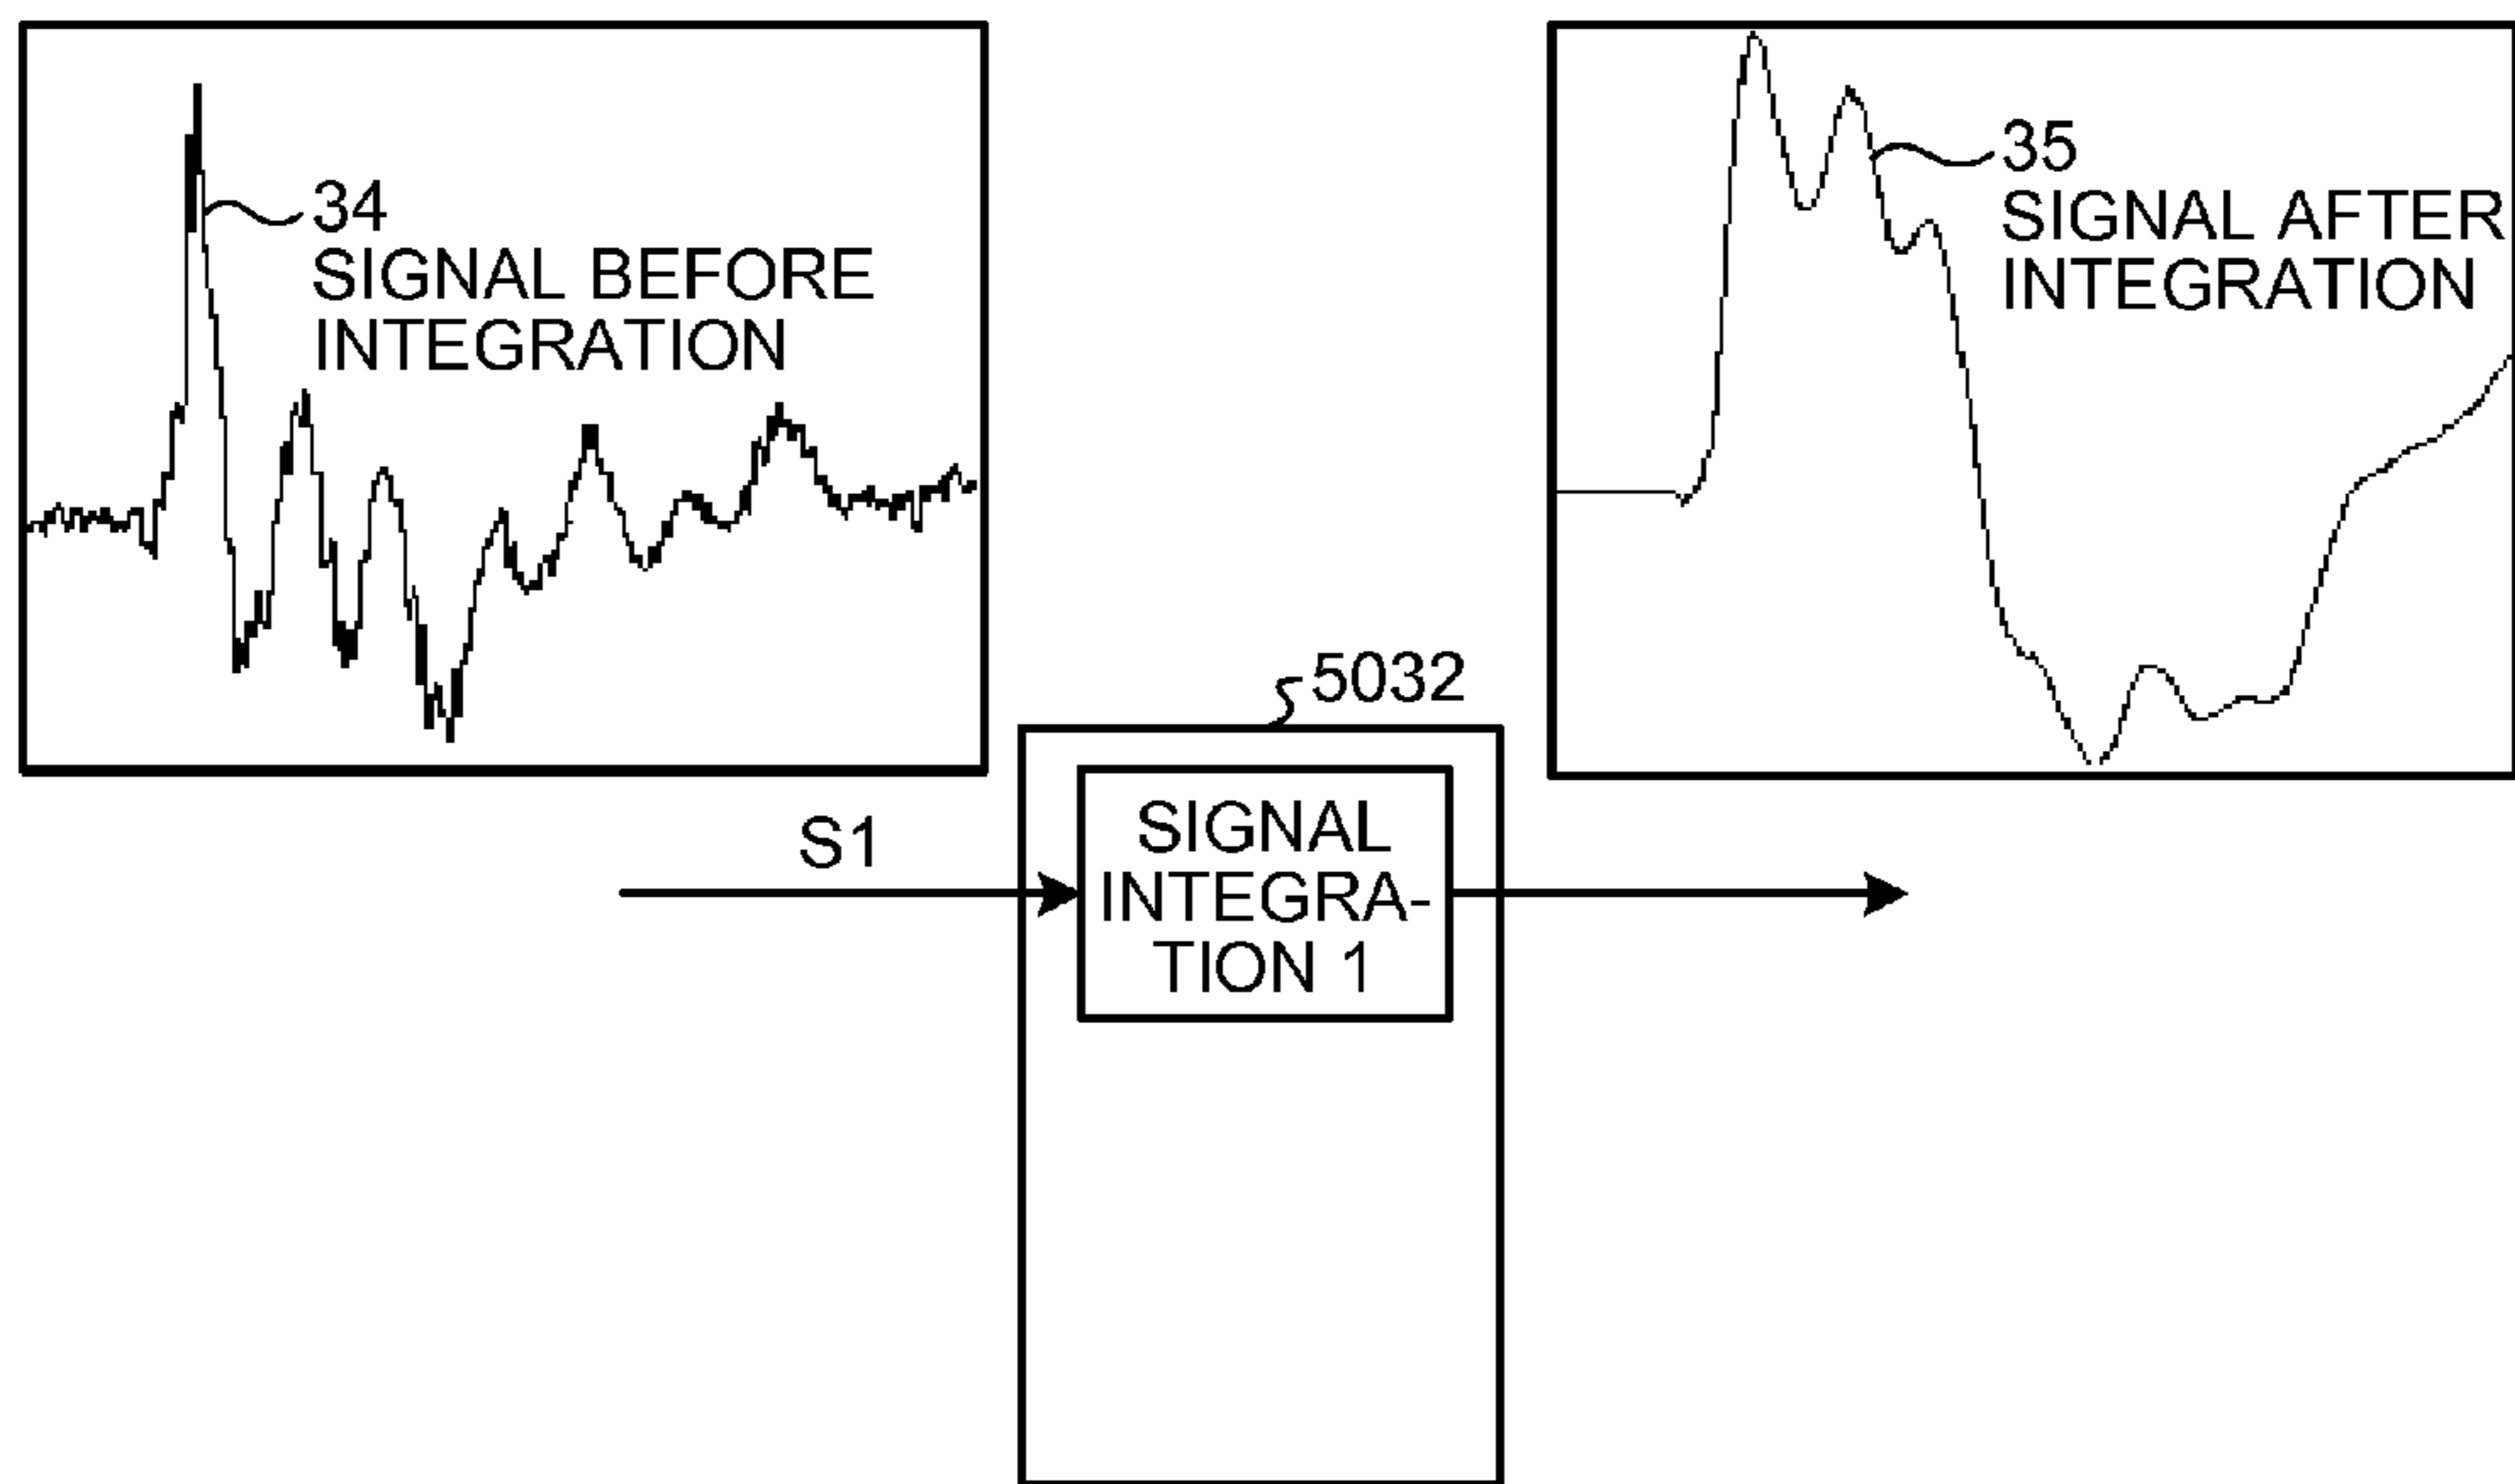 34
SIGNAL BEFORE
INTEGRATION
35
SIGNAL AFTER
INTEGRATION
5032
S1
SIGNAL
INTEGRA-
TION 1